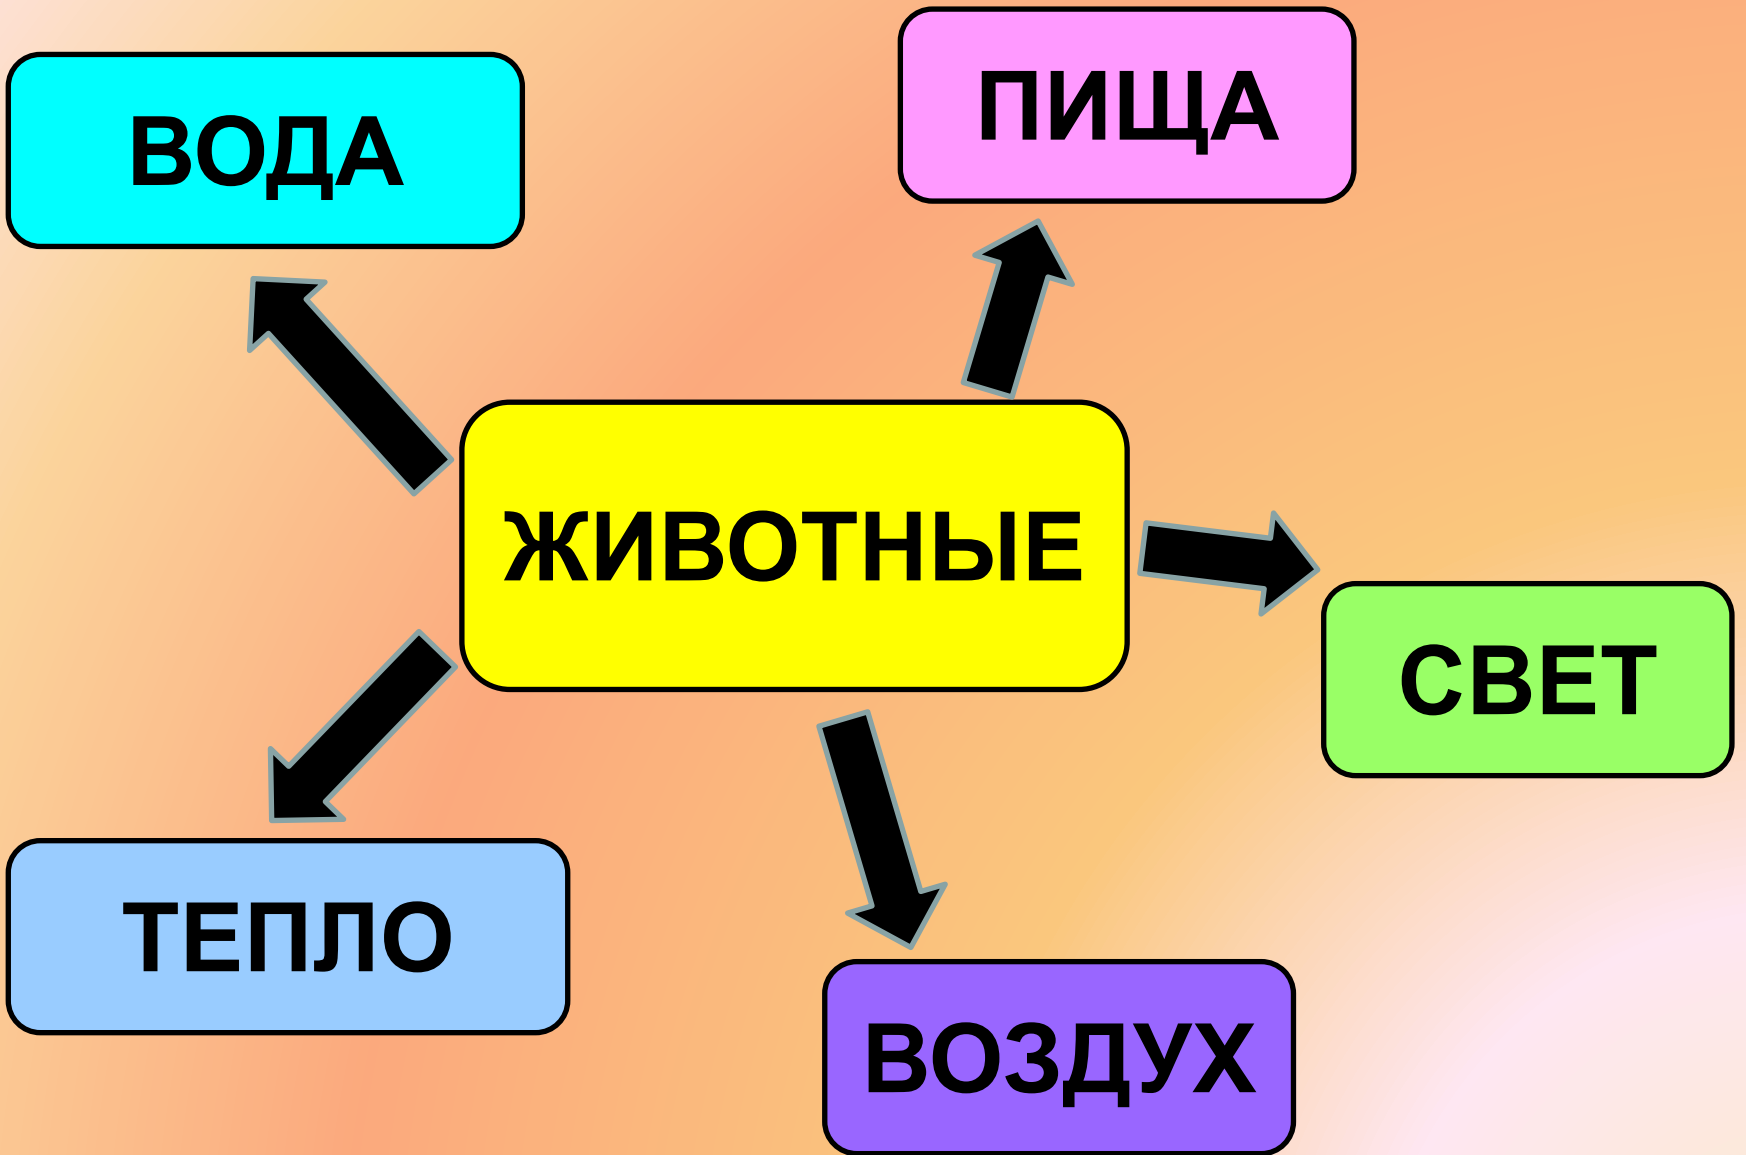 ПИЩА
ВОДА
ЖИВОТНЫЕ
СВЕТ
ТЕПЛО
ВОЗДУХ